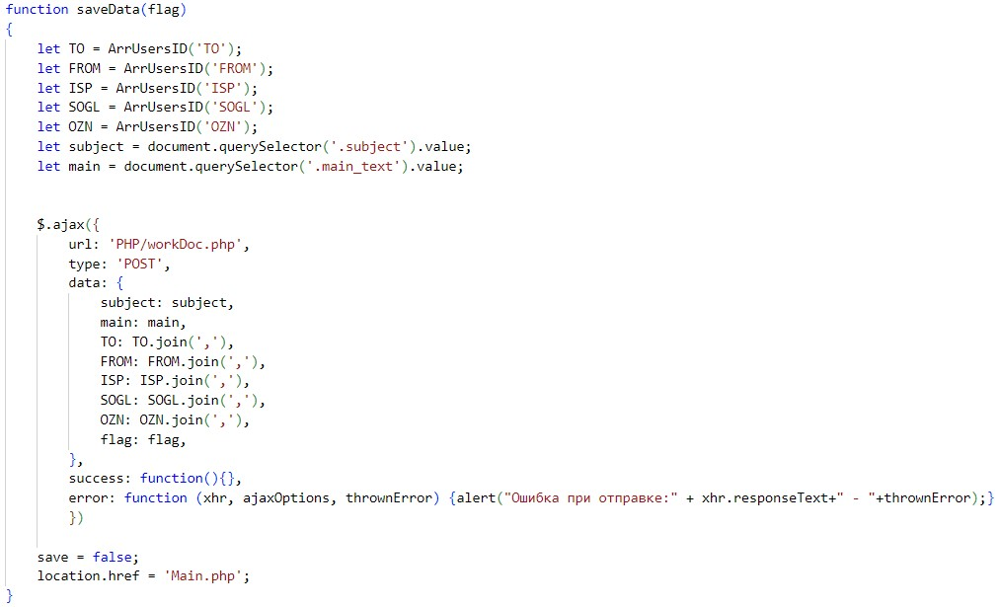 function saveData(flag)
{
let TO = ArrUsersID('TO');
let FROM = ArrUsersID('FROM');
let ISP = ArrUsersID('ISP');
let SOGL = ArrUsersID('SOGL');
let OZN = ArrUsersID('OZN');
let subject = document.querySelector('.subject').value;
let main = document.querySelector('.main_text').value;
$.ajax({
url: 'PHP/workDoc.php',
type: 'POST',
data: {
subject: subject,
main: main,
TO: TO.join(','),
FROM: FROM.join(','),
ISP: ISP.join(','),
SOGL: SOGL.join(','),
OZN: OZN.join(','),
flag: flag,
},
success: function(){},
error: function (xhr, ajaxOptions, thrownError) {alert("Ошибка при отправке:" + xhr.responseText+" - "+thrownError);}
})
save = false;
location.href = 'Main.php';
}